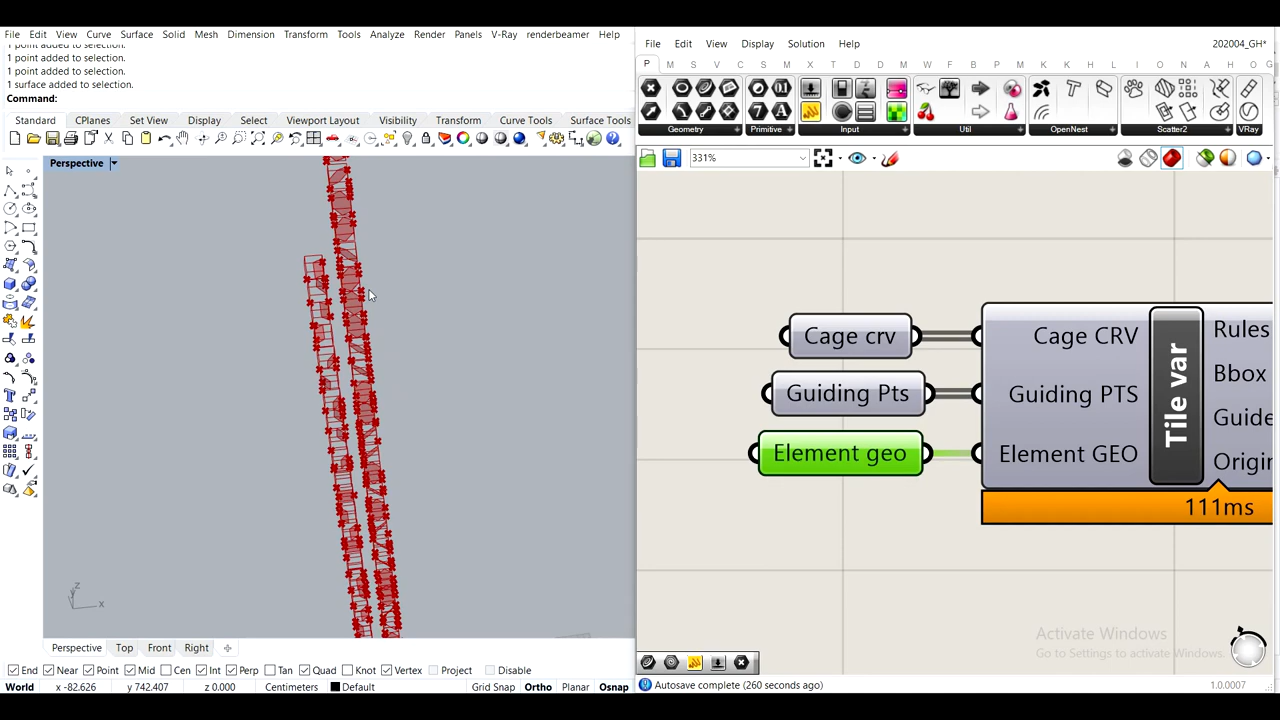 File Edit View Curve Surface Solid Mesh Dimension Transform Tools Analyze Render Panels V-Ray renderbeamer Help
1 point added to selection.
1 point added to selection.
1 point added to selection.
1 surface added to selection.
Command:
Standard CPlanes Set View Display Select Viewport Layout Visibility Transform Curve Tools Surface Tools
Perspective
z
x
Perspective Top Front Right
End Near Point Mid Cen Int Perp Tan Quad Knot Vertex Project Disable
World x -82.626 y 742.407 z 0.000 Centimeters Default Grid Snap Ortho Planar Osnap
File Edit View Display Solution Help 202004_GH*
P M S V C S M I X D M W F B L A K K N T M A H O G
Geometry Primitive Input Util OpenNest Scatter2 VRay
331%
Cage crv
Guiding Pts
Element geo
Cage CRV
Guiding PTS
Element GEO
Tile var
Rules
Bbox
Guide
Origin
111ms
Activate Windows
Go to Settings to activate Windows.
Autosave complete (260 seconds ago) 1.0.0007